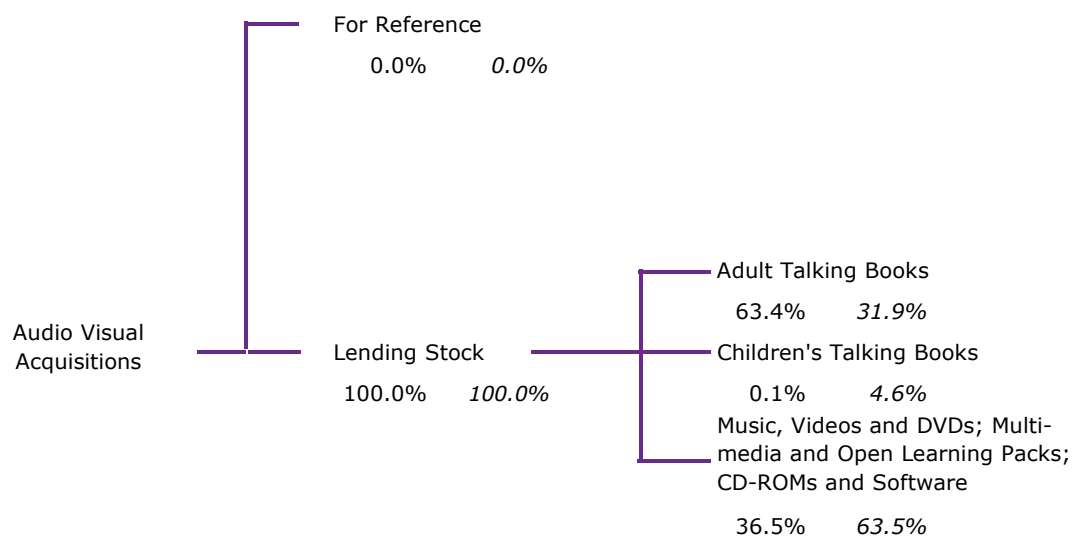 For Reference
0.0% 0.0%
Audio Visual
Acquisitions
Lending Stock
100.0% 100.0%
Adult Talking Books
63.4% 31.9%
Children's Talking Books
0.1% 4.6%
Music, Videos and DVDs; Multi-
media and Open Learning Packs;
CD-ROMs and Software
36.5% 63.5%